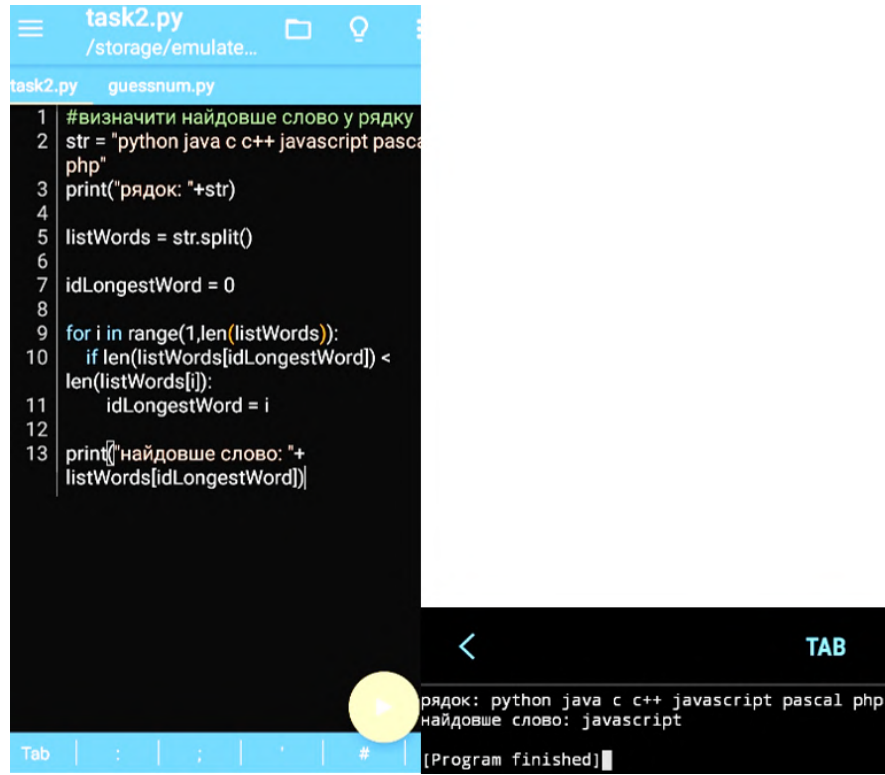 task2.py
/storage/emulate...
task2.py guessnum.py
1 #визначити найдовше слово у рядку
2 str = "python java c c++ javascript pasca
php"
3 print("рядок: "+str)
4
5 listWords = str.split()
6
7 idLongestWord = 0
8
9 for i in range(1,len(listWords)):
10 if len(listWords[idLongestWord]) <
len(listWords[i]):
11 idLongestWord = i
12
13 print("найдовше слово: "+
listWords[idLongestWord])
Tab : ; ' #
TAB
рядок: python java c c++ javascript pascal php
найдовше слово: javascript
[Program finished]